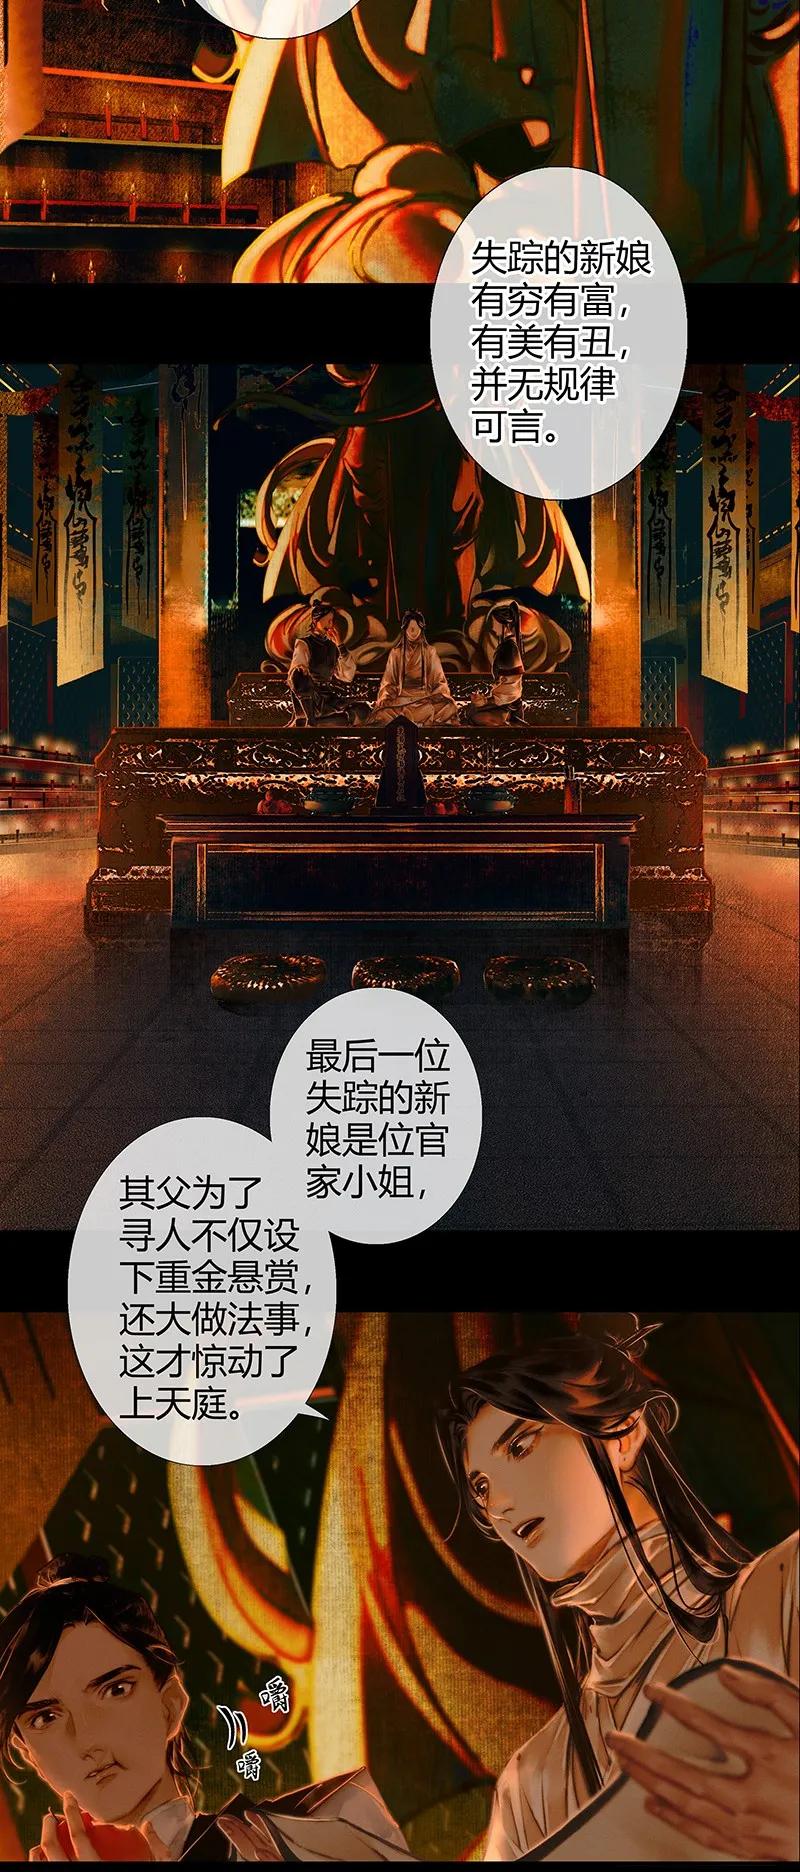 失踪的新娘
有穷有富，
有美有丑，
并无规律
可言。
最后一位
失踪的新
娘是位官
家小姐，
其父为了
寻人不仅设
下重金悬赏，
还大做法事，
这才惊动了
上天庭。
嚼
嚼